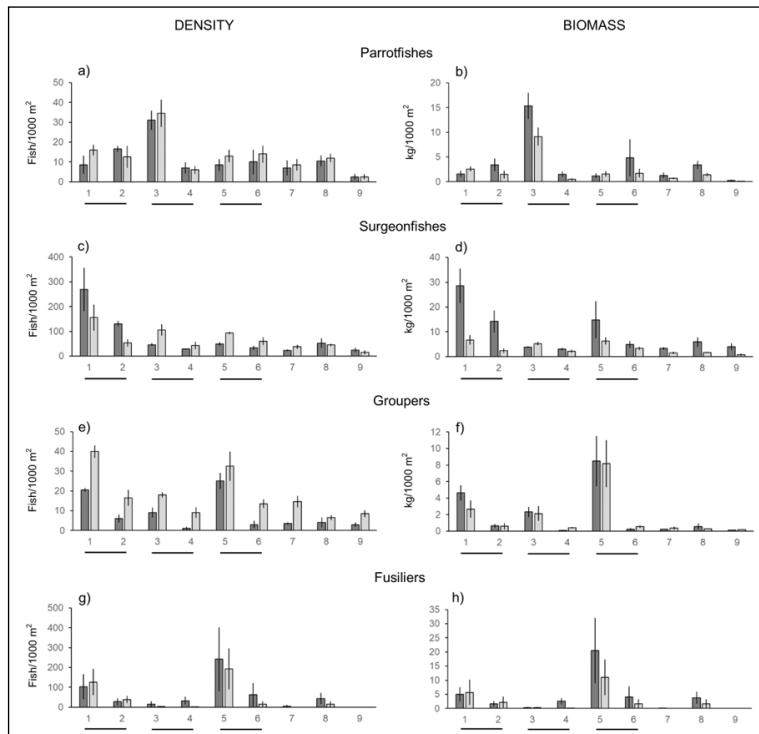 DENSITY BIOMASS
Parrotfishes
a) b)
Fish/1000 m²
50
40
30
20
10
0
1 2 3 4 5 6 7 8 9
kg/1000 m²
20
15
10
5
0
1 2 3 4 5 6 7 8 9
Surgeonfishes
c) d)
Fish/1000 m²
400
300
200
100
0
1 2 3 4 5 6 7 8 9
kg/1000 m²
40
30
20
10
0
1 2 3 4 5 6 7 8 9
Groupers
e) f)
Fish/1000 m²
50
40
30
20
10
0
1 2 3 4 5 6 7 8 9
kg/1000 m²
12
10
8
6
4
2
0
1 2 3 4 5 6 7 8 9
Fusiliers
g) h)
Fish/1000 m²
500
400
300
200
100
0
1 2 3 4 5 6 7 8 9
kg/1000 m²
35
30
25
20
15
10
5
0
1 2 3 4 5 6 7 8 9